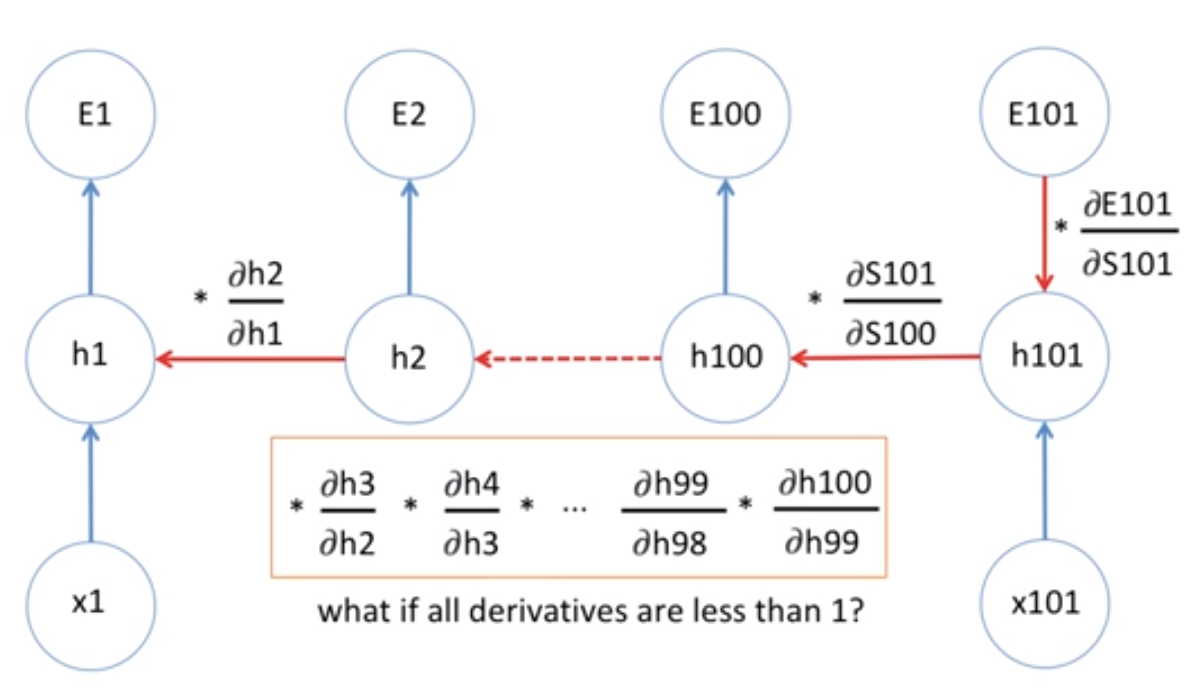 E1
E2
E100
E101
* ∂E101
∂S101
* ∂h2
∂h1
* ∂S101
∂S100
h1
h2
h100
h101
* ∂h3 * ∂h4 * ... ∂h99 * ∂h100
∂h2 ∂h3 ∂h98 ∂h99
x1
what if all derivatives are less than 1?
x101